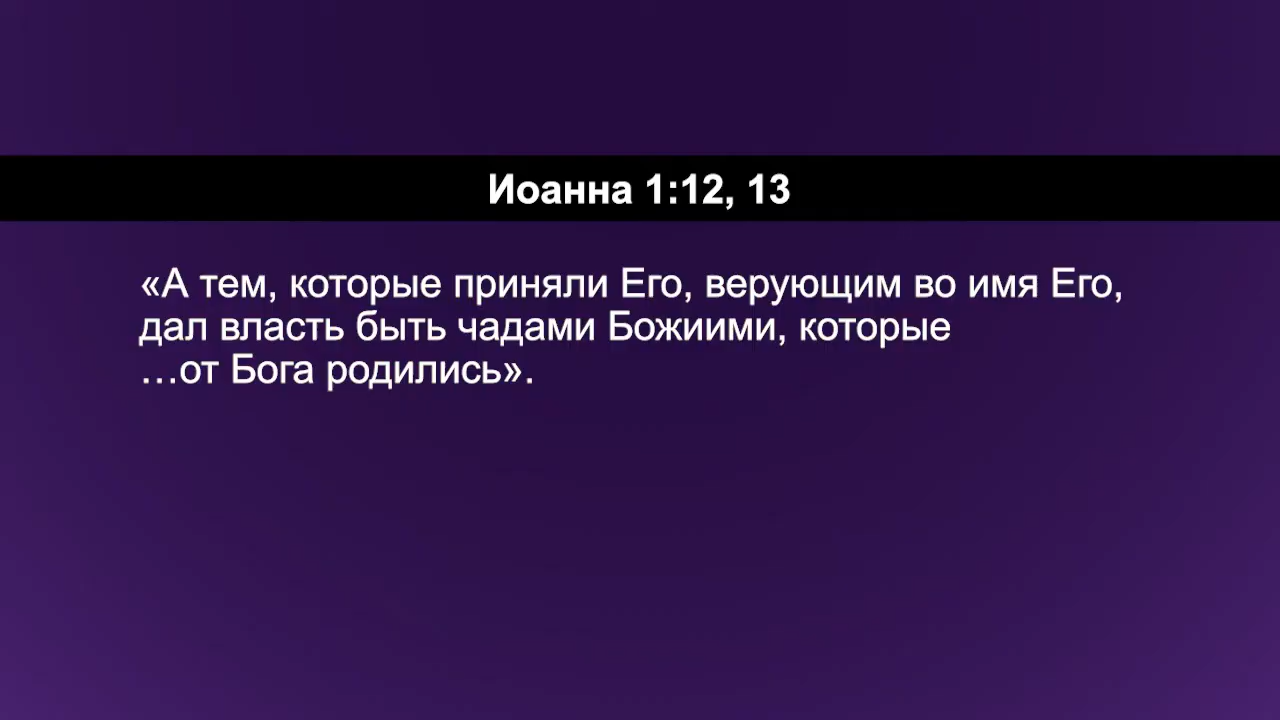 Иоанна 1:12, 13
«А тем, которые приняли Его, верующим во имя Его,
дал власть быть чадами Божиими, которые
…от Бога родились».